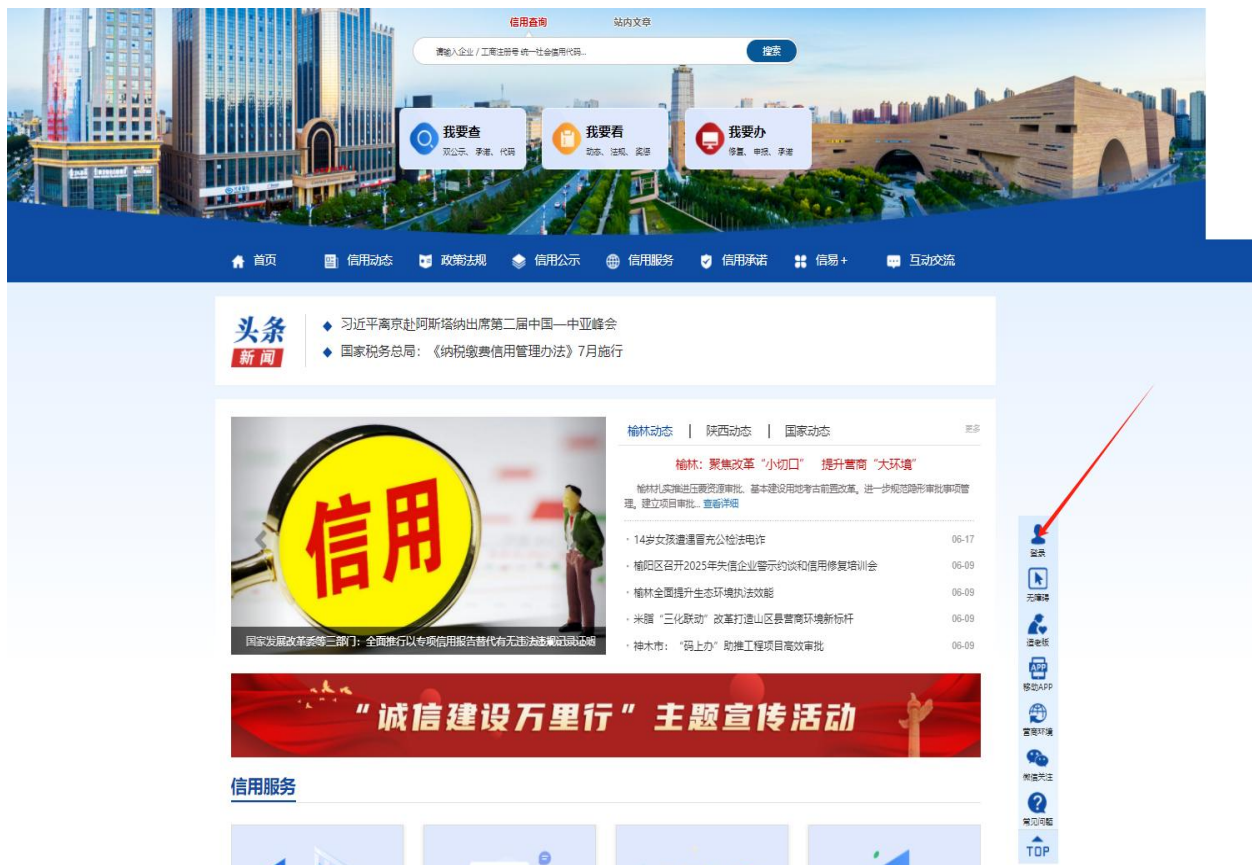 信用查询
站内文章
请输入企业 / 工商注册号 统一社会信用代码...
搜索
我要查
双公示、承诺、代码
我要看
动态、法规、奖惩
我要办
修复、申报、承诺
首页
信用动态
政策法规
信用公示
信用服务
信用承诺
信易+
互动交流
头条
新闻
习近平离京赴阿斯塔纳出席第二届中国—中亚峰会
国家税务总局：《纳税缴费信用管理办法》7月施行
信用
国家发展改革委等三部门：全面推行以专项信用报告替代有无违法违规记录证明
榆林动态 | 陕西动态 | 国家动态
更多
榆林：聚焦改革“小切口” 提升营商“大环境”
榆林扎实推进压覆资源审批、基本建设用地考古前置改革，进一步规范隐形审批事项管
理，建立项目审批... 查看详细
· 14岁女孩遭遇冒充公检法电诈 06-17
· 榆阳区召开2025年失信企业警示约谈和信用修复培训会 06-09
· 榆林全面提升生态环境执法效能 06-09
· 米脂“三化联动”改革打造山区县营商环境新标杆 06-09
· 神木市：“码上办”助推工程项目高效审批 06-09
“诚信建设万里行”主题宣传活动
信用服务
登录
无障碍
适老版
APP
移动APP
营商环境
微信关注
常见问题
TOP